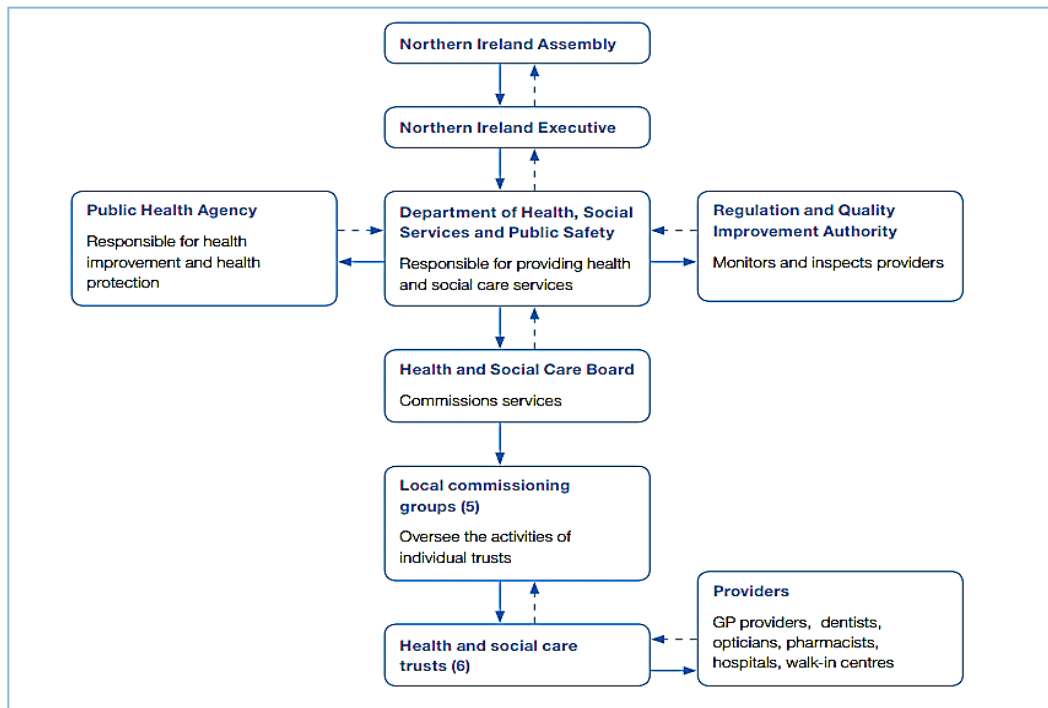 Northern Ireland Assembly
Northern Ireland Executive
Public Health Agency
Responsible for health
improvement and health
protection
Department of Health, Social
Services and Public Safety
Responsible for providing health
and social care services
Regulation and Quality
Improvement Authority
Monitors and inspects providers
Health and Social Care Board
Commissions services
Local commissioning
groups (5)
Oversee the activities of
individual trusts
Health and social care
trusts (6)
Providers
GP providers, dentists,
opticians, pharmacists,
hospitals, walk-in centres